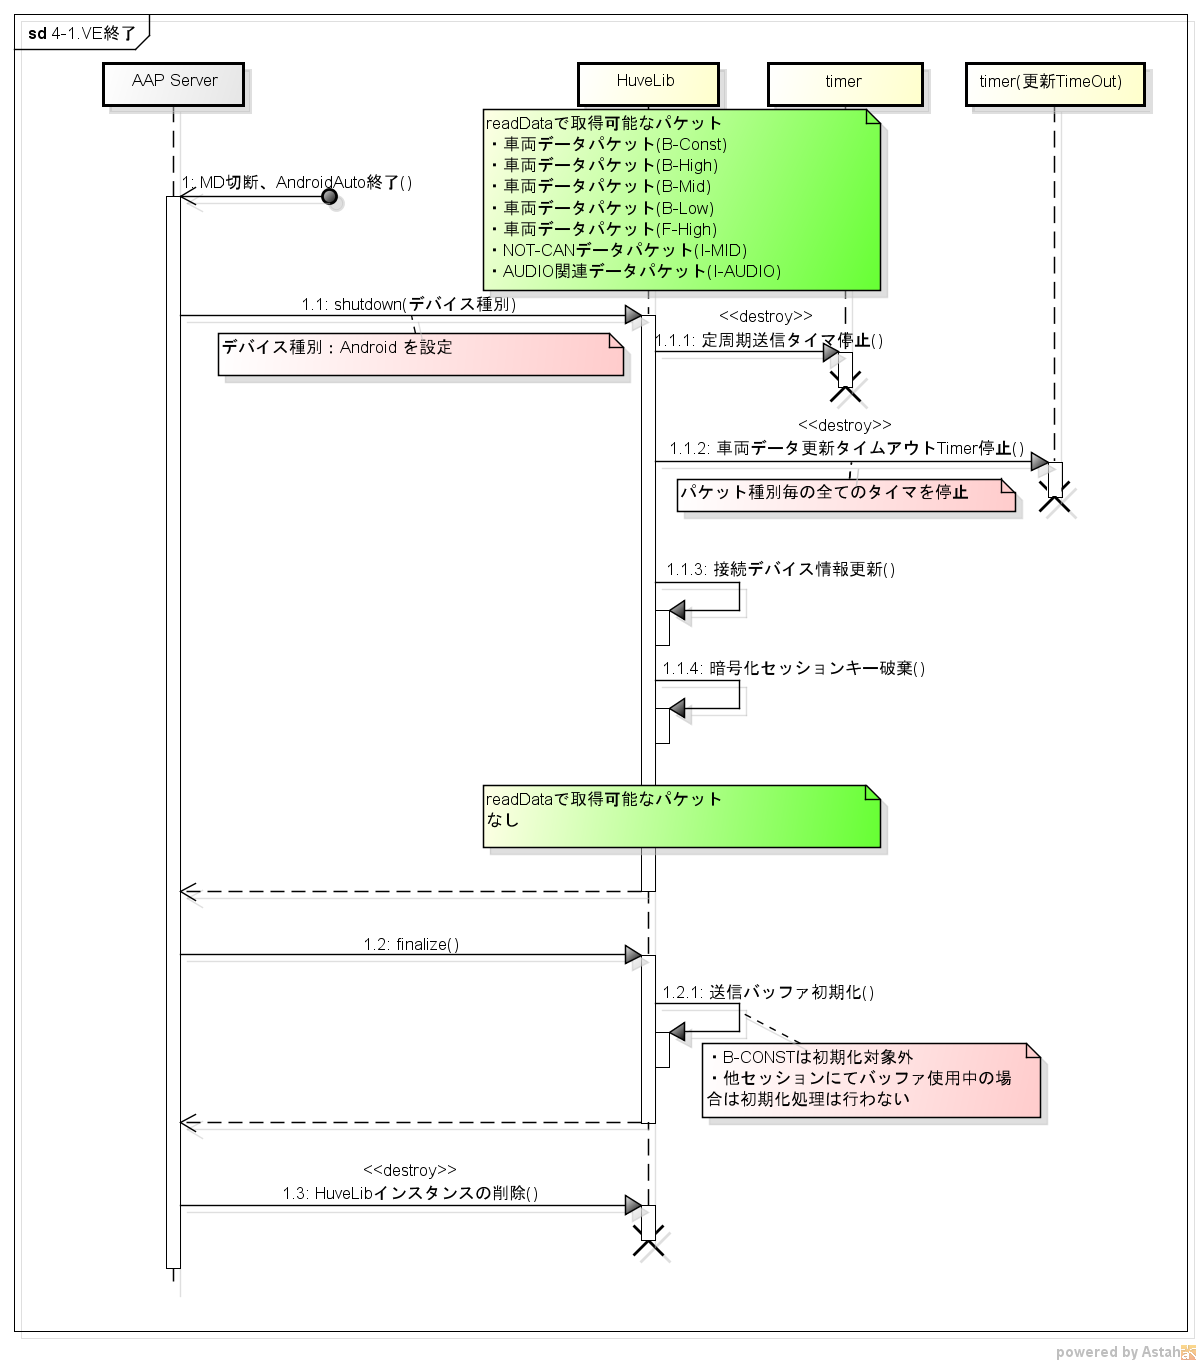 sd 4-1.VE終了
AAP Server
HuveLib
timer
timer(更新TimeOut)
readDataで取得可能なパケット
・車両データパケット(B-Const)
・車両データパケット(B-High)
・車両データパケット(B-Mid)
・車両データパケット(B-Low)
・車両データパケット(F-High)
・NOT-CANデータパケット(I-MID)
・AUDIO関連データパケット(I-AUDIO)
1: MD切断、AndroidAuto終了()
1.1: shutdown(デバイス種別)
デバイス種別：Android を設定
<<destroy>>
1.1.1: 定周期送信タイマ停止()
<<destroy>>
1.1.2: 車両データ更新タイムアウトTimer停止()
パケット種別毎の全てのタイマを停止
1.1.3: 接続デバイス情報更新()
1.1.4: 暗号化セッションキー破棄()
readDataで取得可能なパケット
なし
1.2: finalize()
1.2.1: 送信バッファ初期化()
・B-CONSTは初期化対象外
・他セッションにてバッファ使用中の場
合は初期化処理は行わない
<<destroy>>
1.3: HuveLibインスタンスの削除()
powered by Astah